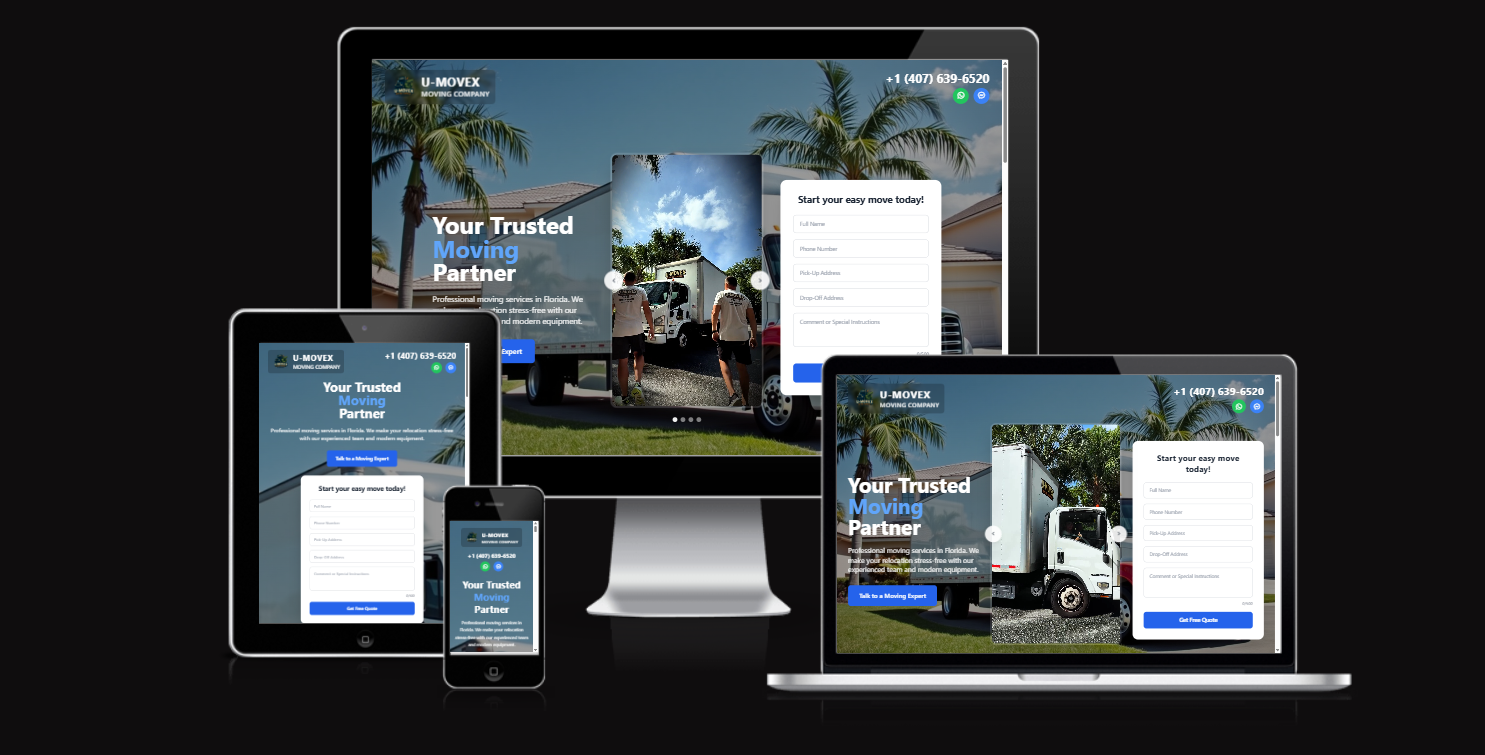 U-MOVEX
MOVING COMPANY
+1 (407) 639-6520
Your Trusted
Moving
Partner
Professional moving services in Florida. We
stress-free with our
and modern equipment.
Expert
Start your easy move today!
Full Name
Phone Number
Pick-Up Address
Drop-Off Address
Comment or Special Instructions
U-MOVEX
MOVING COMPANY
+1 (407) 639-6520
Your Trusted
Moving
Partner
Professional moving services in Florida. We make your relocation stress-free
with our experienced team and modern equipment.
Talk to a Moving Expert
Start your easy move today!
Full Name
Phone Number
Pick-Up Address
Drop-Off Address
Comment or Special Instructions
Get Free Quote
U-MOVEX
MOVING COMPANY
+1 (407) 639-6520
Your Trusted
Moving
Partner
Professional moving services in
Florida. We make your relocation
stress-free with our experienced team
and modern equipment.
U-MOVEX
MOVING COMPANY
+1 (407) 639-6520
Your Trusted
Moving
Partner
Professional moving services in Florida. We
make your relocation stress-free with our
experienced team and modern equipment.
Talk to a Moving Expert
Start your easy move
today!
Full Name
Phone Number
Pick-Up Address
Drop-Off Address
Comment or Special Instructions
Get Free Quote